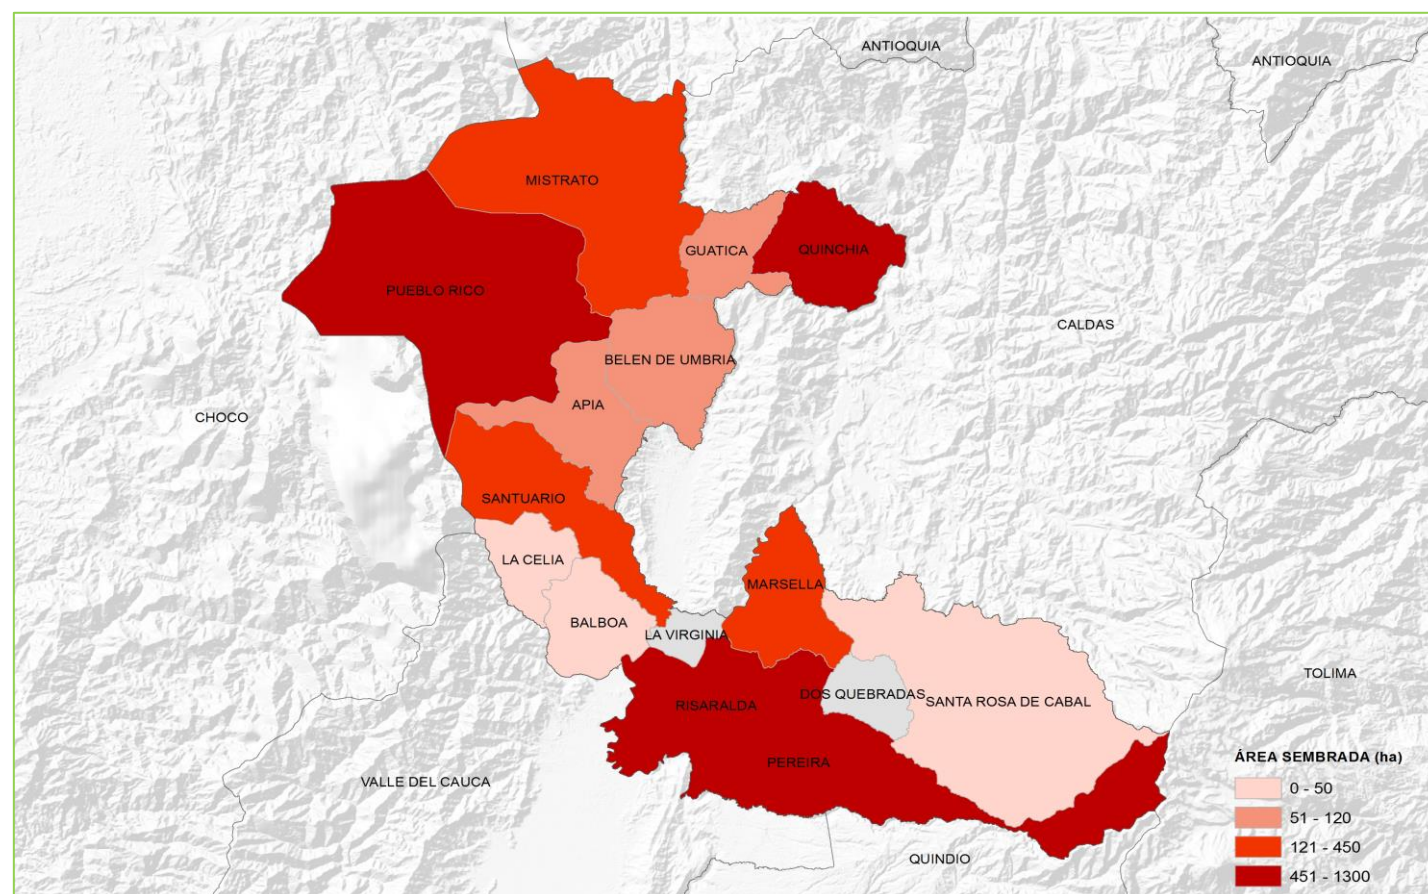 ANTIOQUIA
ANTIOQUIA
MISTRATO
GUATICA
QUINCHIA
PUEBLO RICO
CALDAS
BELEN DE UMBRIA
APIA
CHOCO
SANTUARIO
LA CELIA
MARSELLA
BALBOA
LA VIRGINIA
TOLIMA
DOS QUEBRADAS
SANTA ROSA DE CABAL
RISARALDA
PEREIRA
VALLE DEL CAUCA
QUINDIO
ÁREA SEMBRADA (ha)
0 - 50
51 - 120
121 - 450
451 - 1300